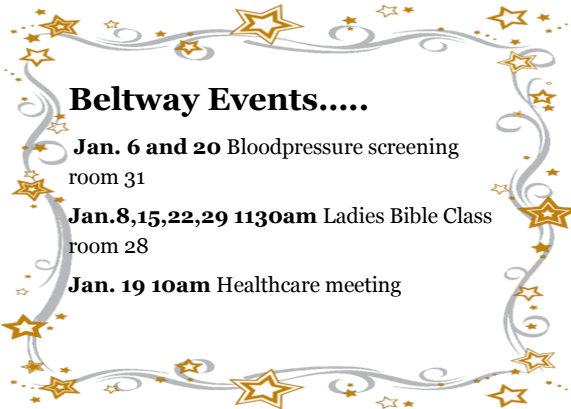 Beltway Events.....
Jan. 6 and 20 Bloodpressure screening
room 31
Jan.8,15,22,29 1130am Ladies Bible Class
room 28
Jan. 19 10am Healthcare meeting